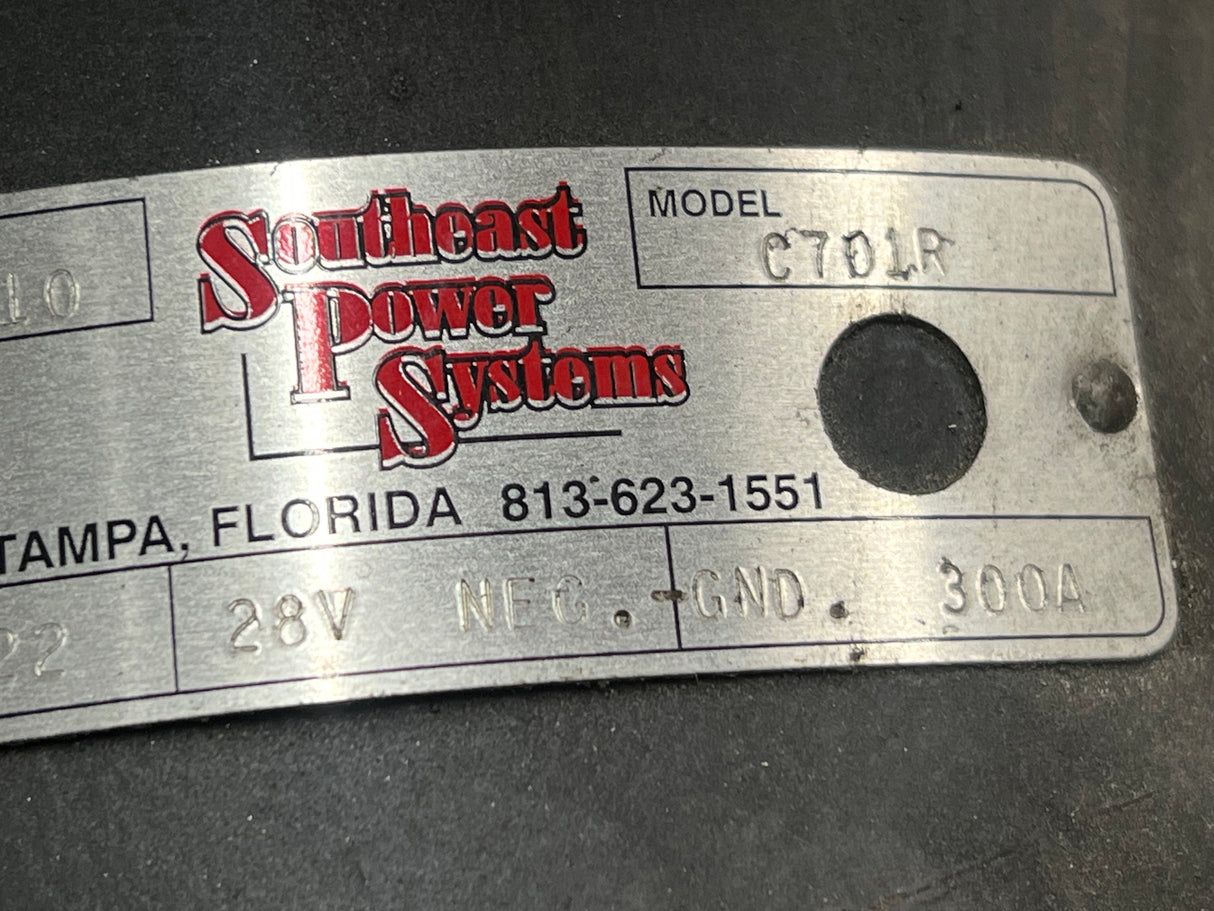 Southeast
Power
Systems
MODEL
C701R
10
TAMPA, FLORIDA 813-623-1551
22
28V NEG.-GND. 300A